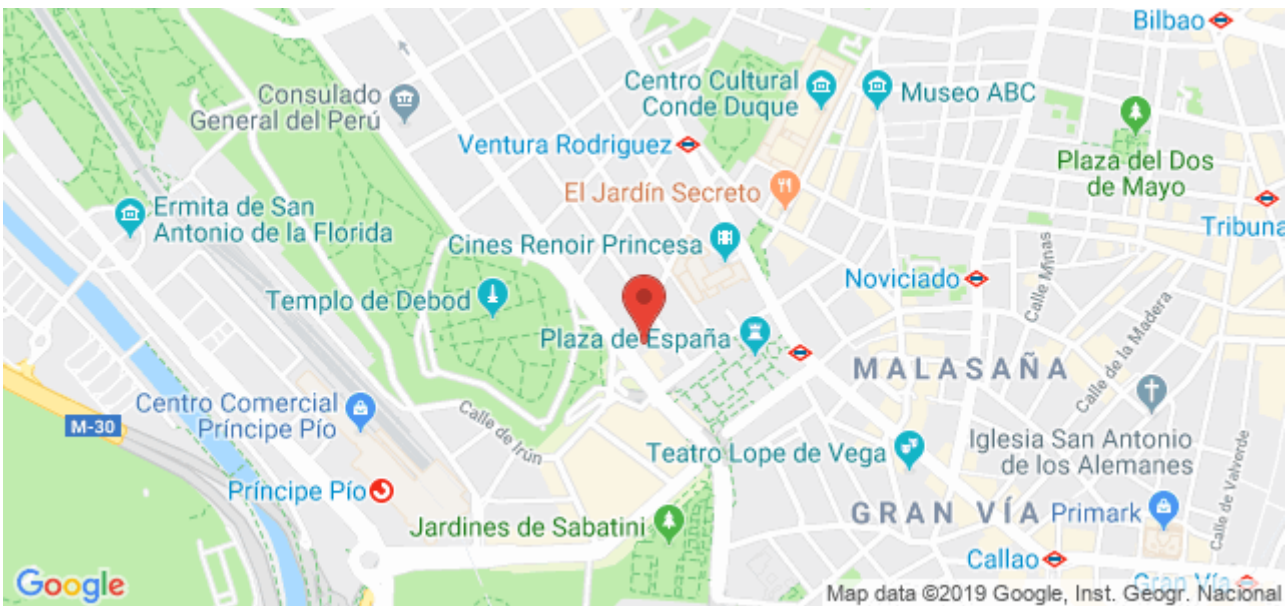 Bilbao
Centro Cultural
Conde Duque
Museo ABC
Consulado
General del Perú
Ventura Rodriguez
Plaza del Dos
de Mayo
El Jardín Secreto
Ermita de San
Antonio de la Florida
Tribuna
Cines Renoir Princesa
Calle Minas
Noviciado
Templo de Debod
Calle de la Madera
Plaza de España
MALASAÑA
Centro Comercial
Príncipe Pío
M-30
Calle de Irún
Teatro Lope de Vega
Iglesia San Antonio
de los Alemanes
Calle de Valverde
Príncipe Pío
GRAN VÍA
Primark
Jardines de Sabatini
Callao
Gran Vía
Google
Map data ©2019 Google, Inst. Geogr. Nacional